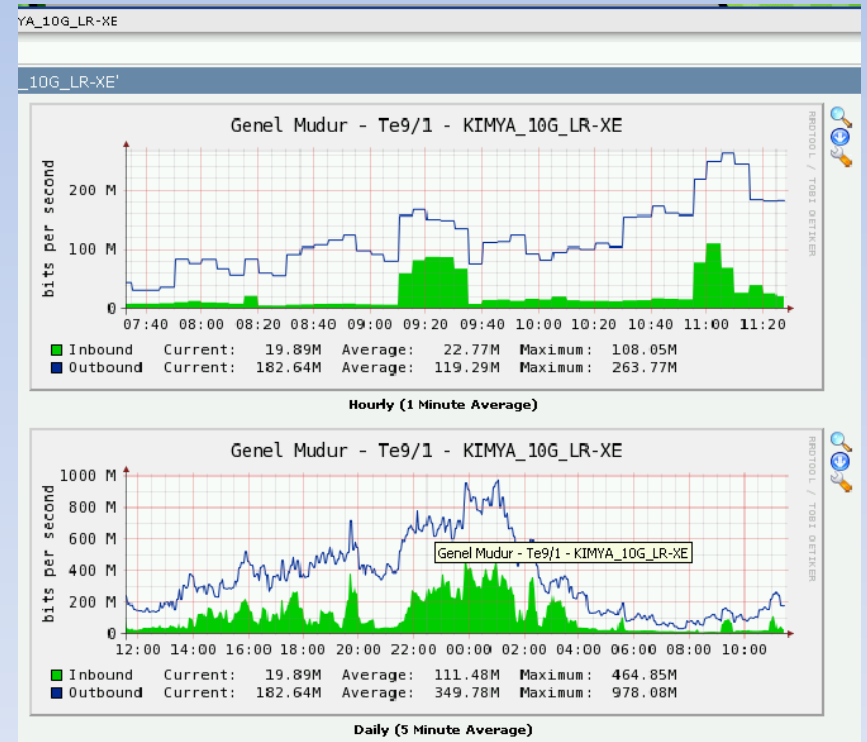 YA_10G_LR-XE
_10G_LR-XE'
Genel Mudur - Te9/1 - KIMYA_10G_LR-XE
RRDTOOL / TOBI OETIKER
bits per second
200 M
100 M
0
07:40 08:00 08:20 08:40 09:00 09:20 09:40 10:00 10:20 10:40 11:00 11:20
Inbound Current: 19.89M Average: 22.77M Maximum: 108.05M
Outbound Current: 182.64M Average: 119.29M Maximum: 263.77M
Hourly (1 Minute Average)
Genel Mudur - Te9/1 - KIMYA_10G_LR-XE
RRDTOOL / TOBI OETIKER
bits per second
1000 M
800 M
600 M
400 M
200 M
0
Genel Mudur - Te9/1 - KIMYA_10G_LR-XE
12:00 14:00 16:00 18:00 20:00 22:00 00:00 02:00 04:00 06:00 08:00 10:00
Inbound Current: 19.89M Average: 111.48M Maximum: 464.85M
Outbound Current: 182.64M Average: 349.78M Maximum: 978.08M
Daily (5 Minute Average)